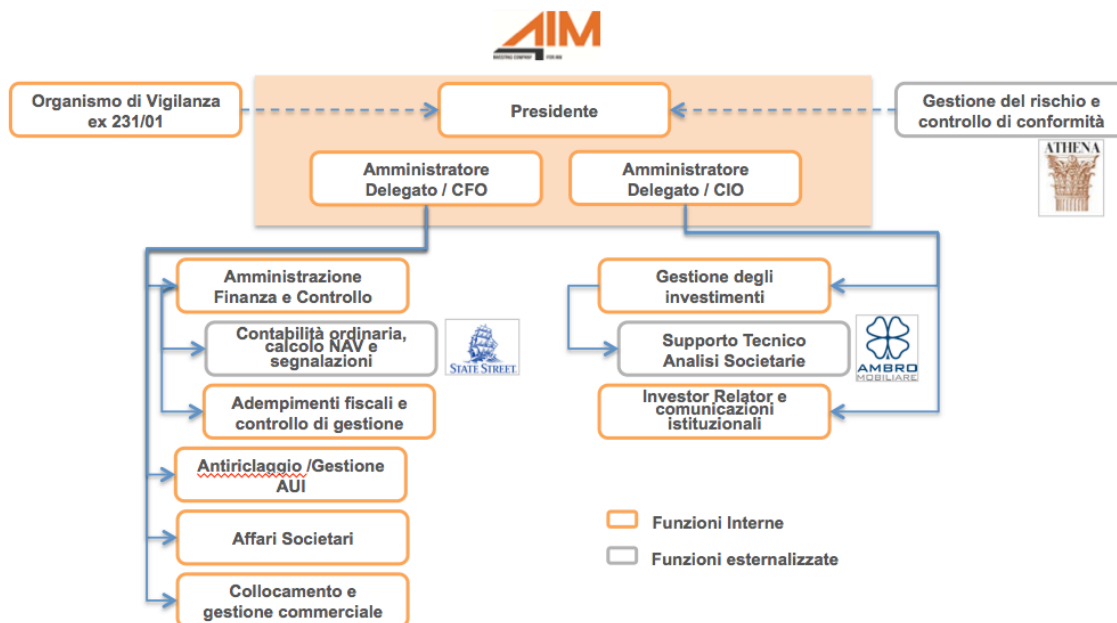 AIM
Organismo di Vigilanza
ex 231/01
Presidente
Gestione del rischio e
controllo di conformità
ATHENA
Amministratore
Delegato / CFO
Amministratore
Delegato / CIO
Amministrazione
Finanza e Controllo
Gestione degli
investimenti
Contabilità ordinaria,
calcolo NAV e
segnalazioni
STATE STREET
Supporto Tecnico
Analisi Societarie
AMBRO
MOBILIARE
Adempimenti fiscali e
controllo di gestione
Investor Relator e
comunicazioni
istituzionali
Antiriclaggio /Gestione
AUI
Affari Societari
Collocamento e
gestione commerciale
Funzioni Interne
Funzioni esternalizzate